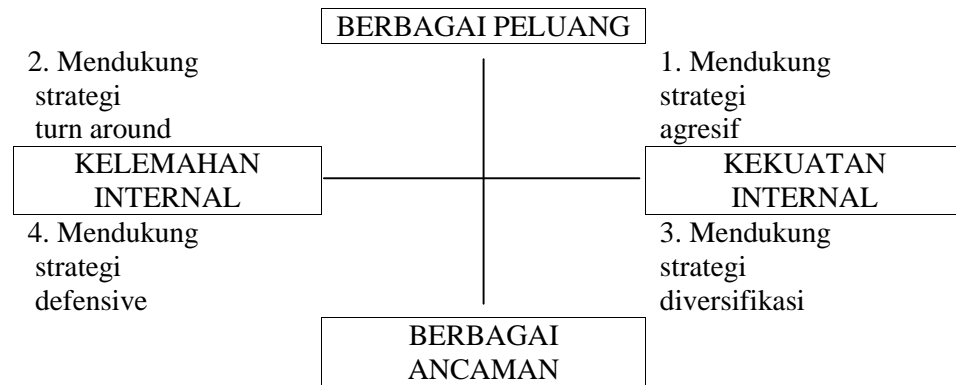 BERBAGAI PELUANG
2. Mendukung
strategi
turn around
1. Mendukung
strategi
agresif
KELEMAHAN
INTERNAL
KEKUATAN
INTERNAL
4. Mendukung
strategi
defensive
3. Mendukung
strategi
diversifikasi
BERBAGAI
ANCAMAN